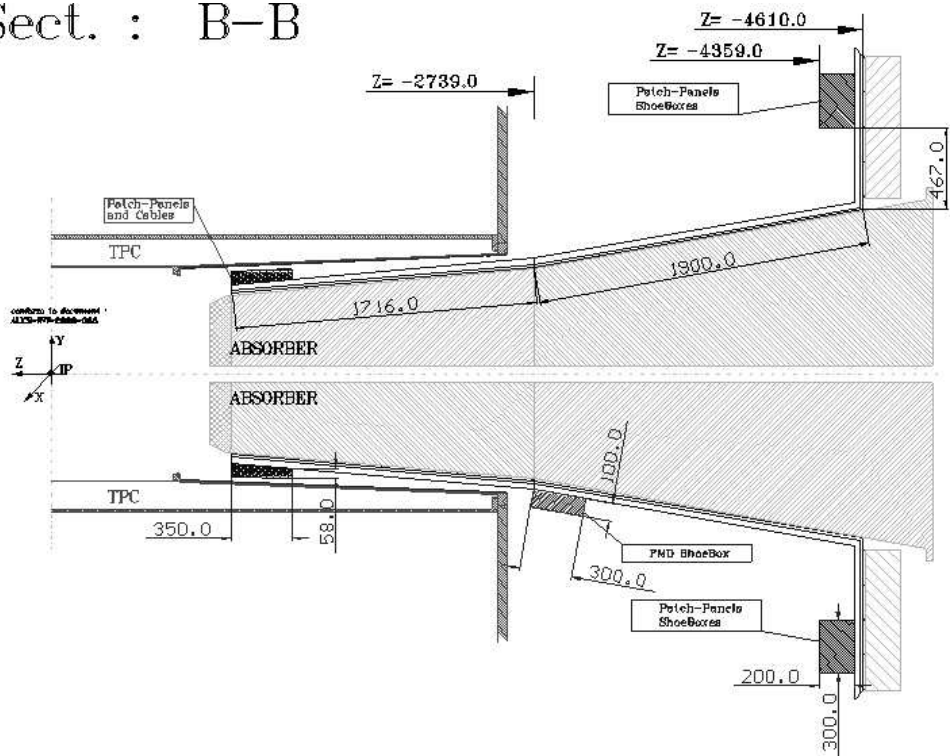 Sect. : B-B
Z= -4610.0
Z= -4359.0
Z= -2739.0
Patch-Panels
ShoeBoxes
467.0
Patch-Panels
and Cables
TPC
1900.0
1716.0
ABSORBER
Y
Z
IP
X
ABSORBER
TPC
100.0
350.0
58.0
FMD ShoeBox
300.0
Patch-Panels
ShoeBoxes
200.0
300.0